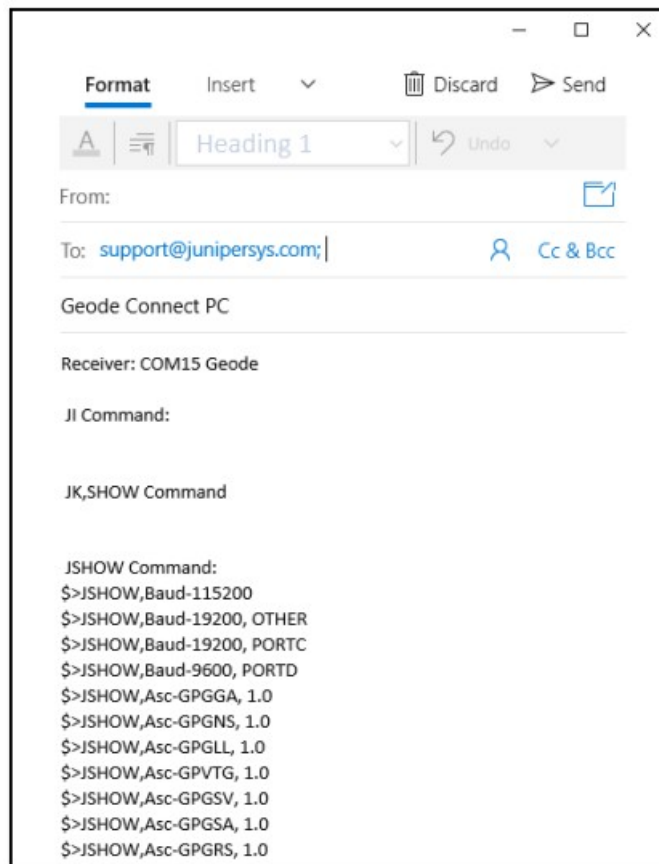 Format Insert Discard Send
Heading 1 Undo
From:
To: support@junipersys.com; Cc & Bcc
Geode Connect PC
Receiver: COM15 Geode
JI Command:
JK,SHOW Command
JSHOW Command:
$>JSHOW,Baud-115200
$>JSHOW,Baud-19200, OTHER
$>JSHOW,Baud-19200, PORTC
$>JSHOW,Baud-9600, PORTD
$>JSHOW,Asc-GPGGA, 1.0
$>JSHOW,Asc-GPGNS, 1.0
$>JSHOW,Asc-GPGLL, 1.0
$>JSHOW,Asc-GPVTG, 1.0
$>JSHOW,Asc-GPGSV, 1.0
$>JSHOW,Asc-GPGSA, 1.0
$>JSHOW,Asc-GPGRS, 1.0